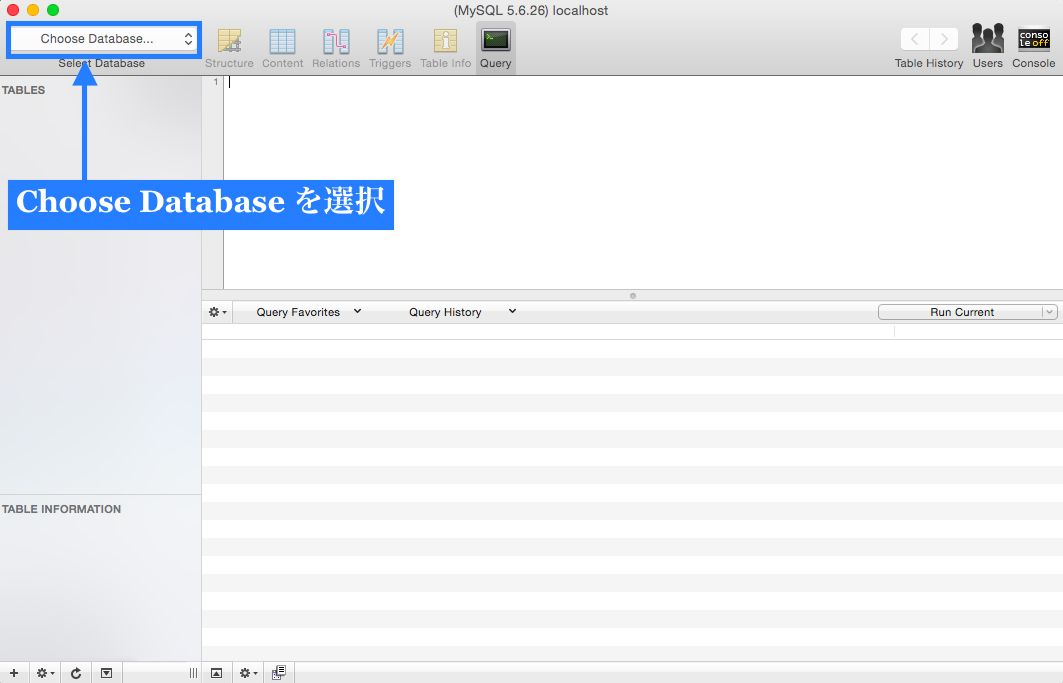 (MySQL 5.6.26) localhost
Choose Database...
Select Database
Structure
Content
Relations
Triggers
Table Info
Query
Table History
Users
conso
le off
Console
TABLES
1
Choose Database を選択
Query Favorites
Query History
Run Current
TABLE INFORMATION